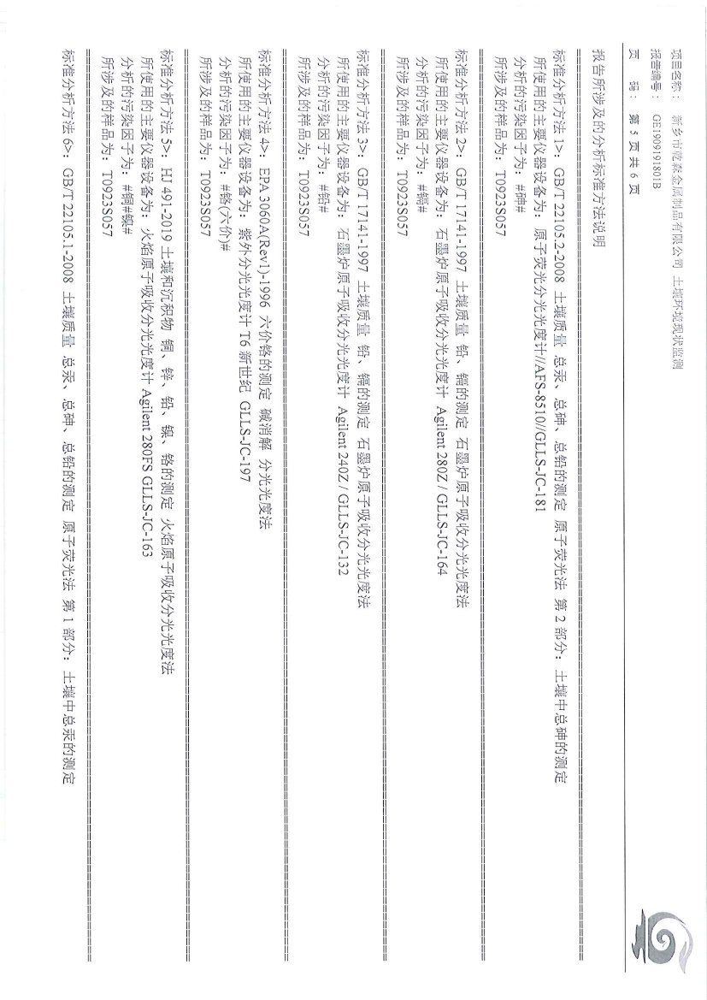 项目名称： 新乡市乾森金属制品有限公司 土壤环境现状监测
报告编号： GE1909191801B
页 码： 第 5 页 共 6 页
报告所涉及的分析标准方法说明
标准分析方法 1>: GB/T 22105.2-2008 土壤质量 总汞、总砷、总铅的测定 原子荧光法 第 2 部分： 土壤中总砷的测定
所使用的主要仪器设备为： 原子荧光分光光度计//AFS-8510//GLLS-JC-181
分析的污染因子为：#砷#
所涉及的样品为：T0923S057
标准分析方法 2>: GB/T 17141-1997 土壤质量 铅、镉的测定 石墨炉原子吸收分光光度法
所使用的主要仪器设备为： 石墨炉原子吸收分光光度计 Agilent 280Z / GLLS-JC-164
分析的污染因子为：#镉#
所涉及的样品为：T0923S057
标准分析方法 3>: GB/T 17141-1997 土壤质量 铅、镉的测定 石墨炉原子吸收分光光度法
所使用的主要仪器设备为： 石墨炉原子吸收分光光度计 Agilent 240Z / GLLS-JC-132
分析的污染因子为：#铅#
所涉及的样品为：T0923S057
标准分析方法 4>: EPA 3060A(Rev1)-1996 六价铬的测定 碱消解 分光光度法
所使用的主要仪器设备为： 紫外分光光度计 T6 新世纪 GLLS-JC-197
分析的污染因子为：#铬(六价)#
所涉及的样品为：T0923S057
标准分析方法 5>: HJ 491-2019 土壤和沉积物 铜、锌、铅、镍、铬的测定 火焰原子吸收分光光度法
所使用的主要仪器设备为：火焰原子吸收分光光度计 Agilent 280FS GLLS-JC-163
分析的污染因子为：#铜#镍#
所涉及的样品为：T0923S057
标准分析方法 6>: GB/T 22105.1-2008 土壤质量 总汞、总砷、总铅的测定 原子荧光法 第 1 部分： 土壤中总汞的测定